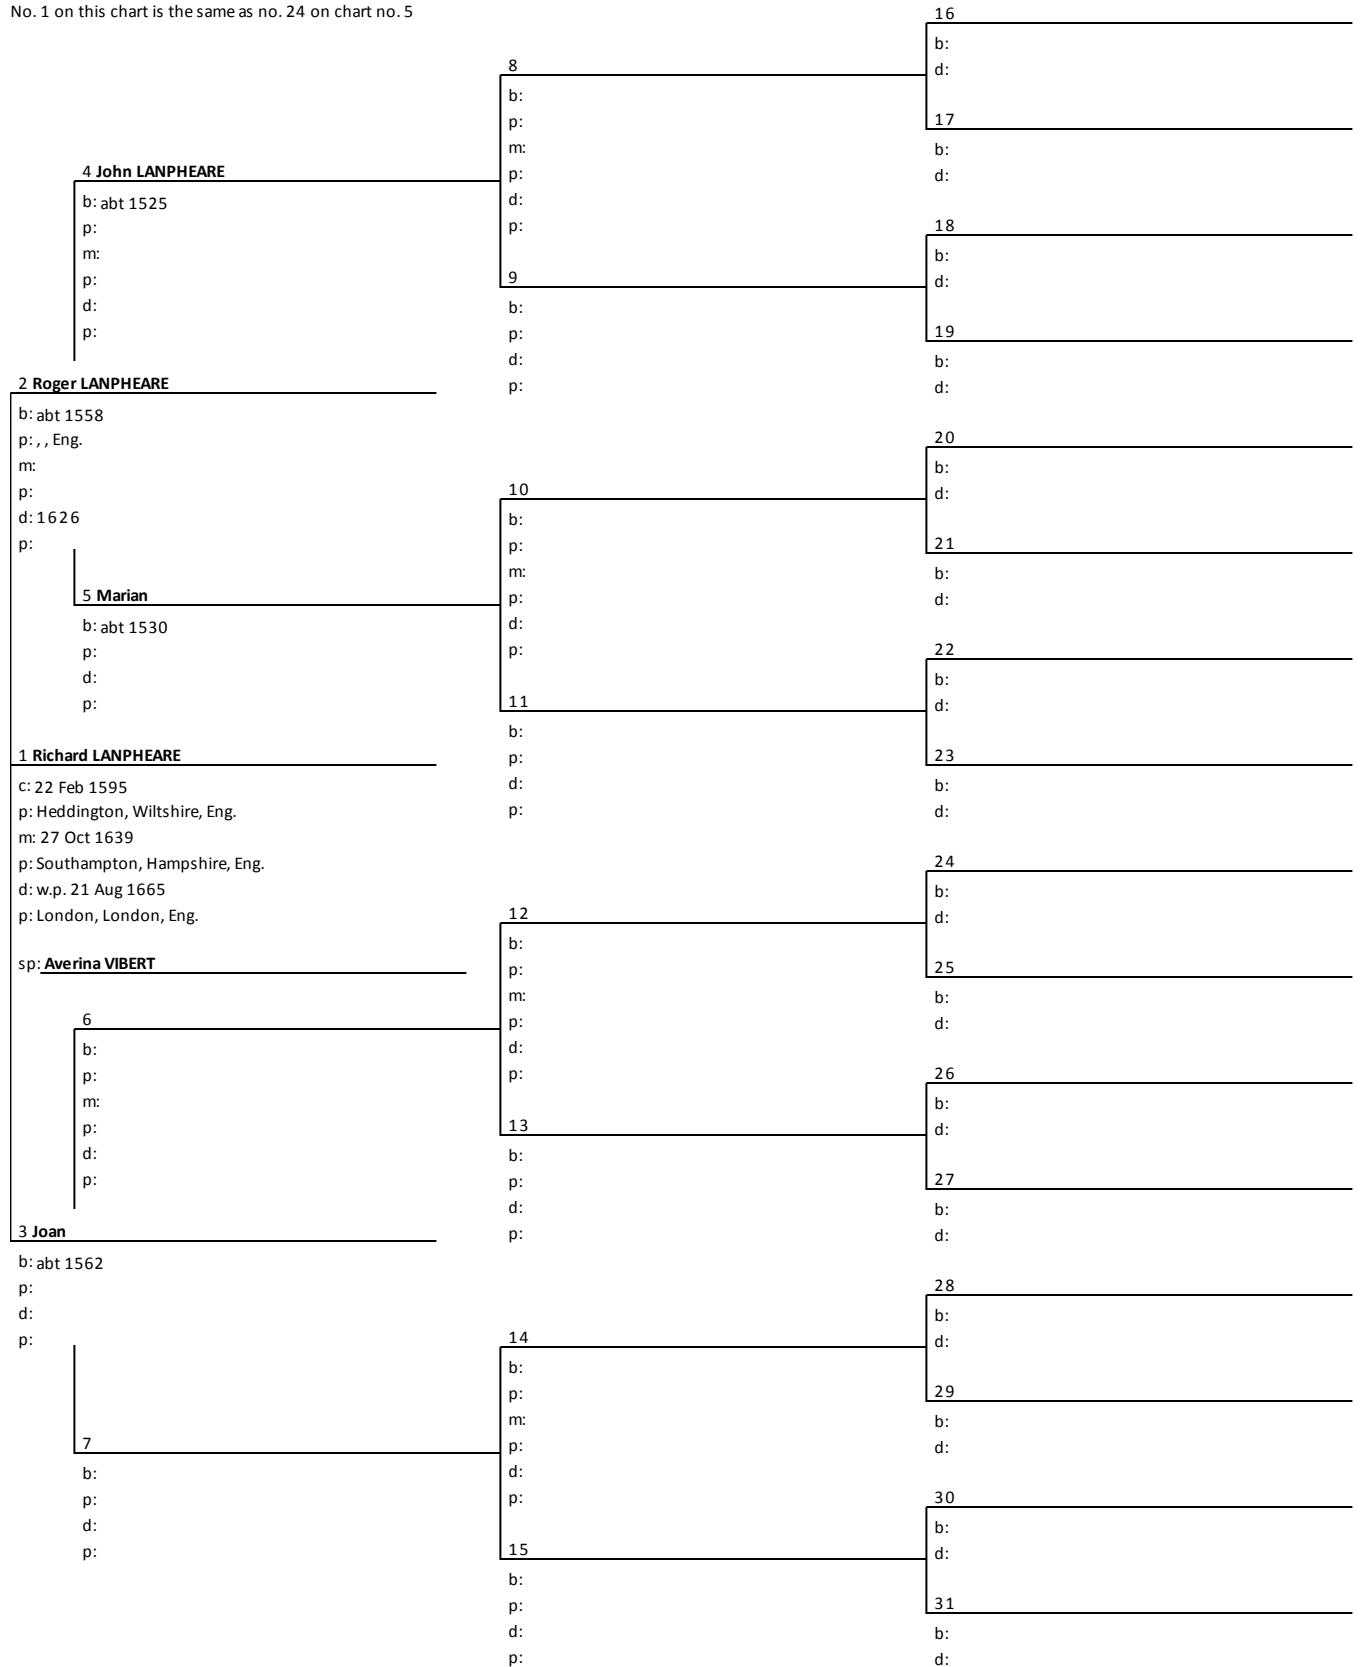 No. 1 on this chart is the same as no. 24 on chart no. 5
16
b:
d:
8
b:
p:
m:
p:
d:
p:
17
b:
d:
4 John LANPHEARE
b: abt 1525
p:
m:
p:
d:
p:
18
b:
d:
9
b:
p:
d:
p:
19
b:
d:
2 Roger LANPHEARE
b: abt 1558
p: , , Eng.
m:
p:
d: 1626
p:
20
b:
d:
10
b:
p:
m:
p:
d:
p:
21
b:
d:
5 Marian
b: abt 1530
p:
d:
p:
22
b:
d:
11
b:
p:
d:
p:
23
b:
d:
1 Richard LANPHEARE
c: 22 Feb 1595
p: Heddington, Wiltshire, Eng.
m: 27 Oct 1639
p: Southampton, Hampshire, Eng.
d: w.p. 21 Aug 1665
p: London, London, Eng.
sp: Averina VIBERT
24
b:
d:
12
b:
p:
m:
p:
d:
p:
25
b:
d:
6
b:
p:
m:
p:
d:
p:
26
b:
d:
13
b:
p:
d:
p:
27
b:
d:
3 Joan
b: abt 1562
p:
d:
p:
28
b:
d:
14
b:
p:
m:
p:
d:
p:
29
b:
d:
7
b:
p:
d:
p:
30
b:
d:
15
b:
p:
d:
p:
31
b:
d: